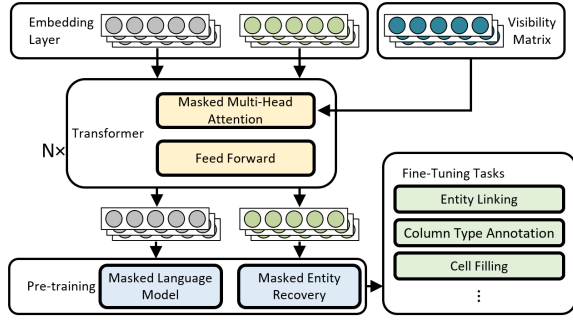 Embedding
Layer
Visibility
Matrix
Masked Multi-Head
Attention
Transformer
N×
Feed Forward
Fine-Tuning Tasks
Entity Linking
Column Type Annotation
Cell Filling
⋮
Pre-training
Masked Language
Model
Masked Entity
Recovery